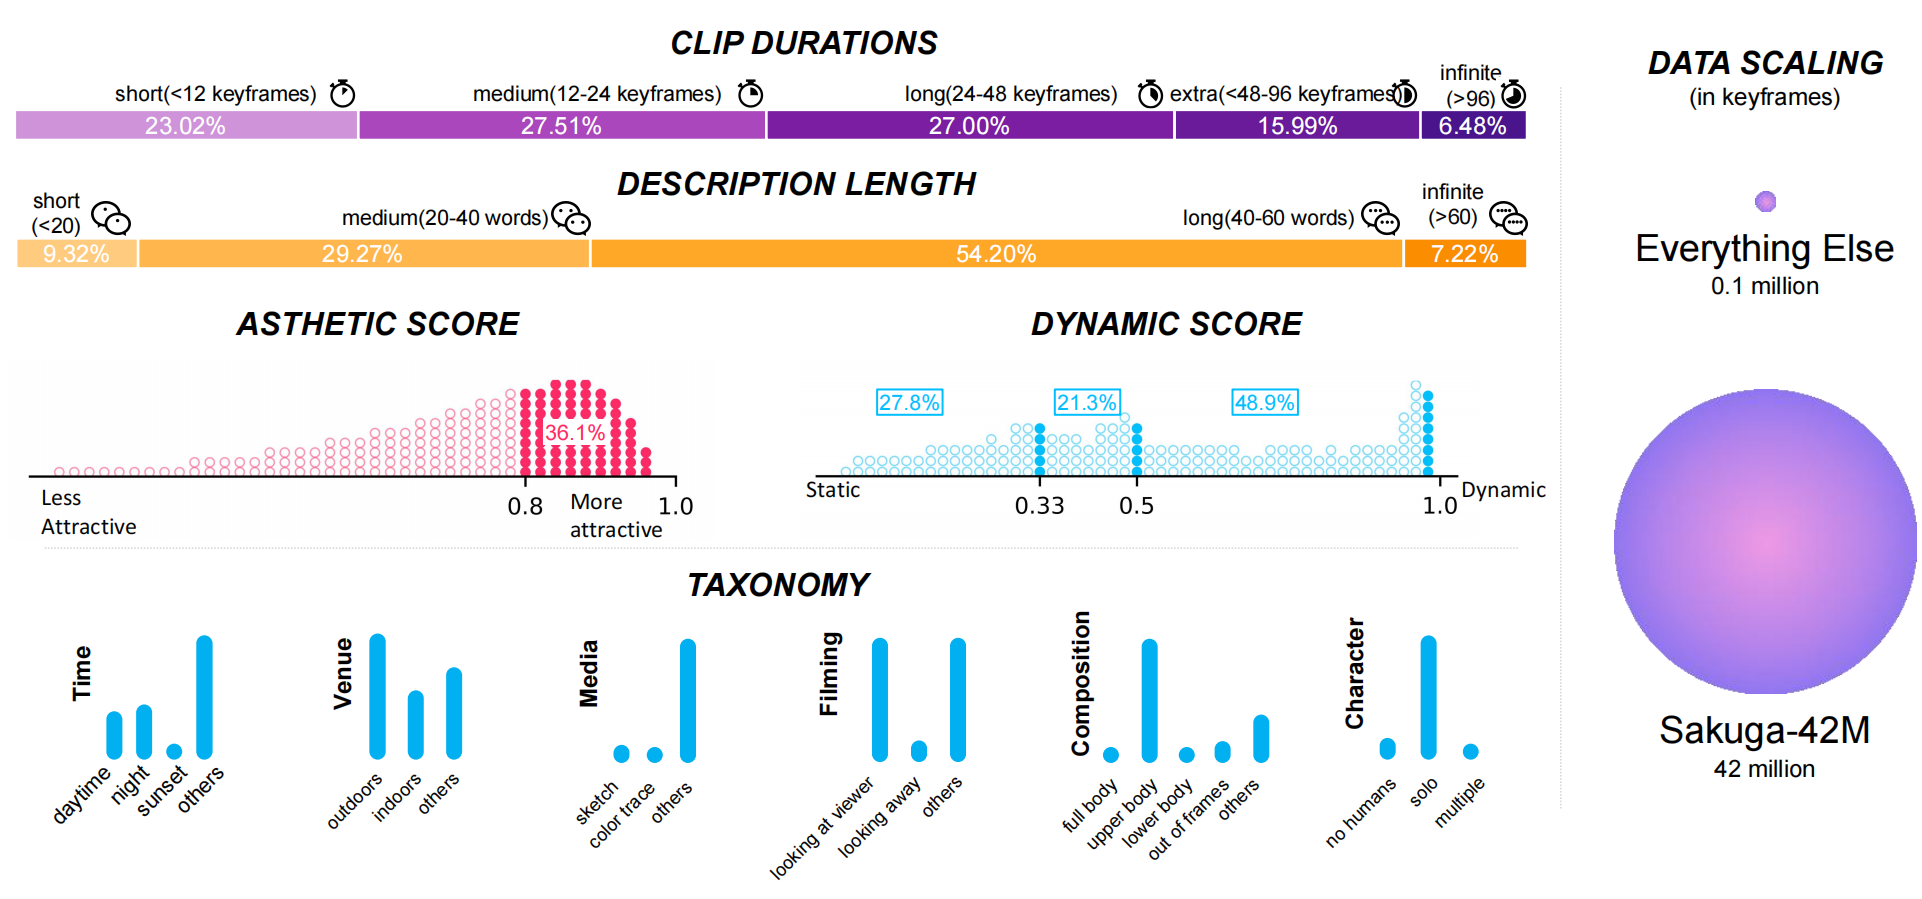 CLIP DURATIONS
short(<12 keyframes)
medium(12-24 keyframes)
long(24-48 keyframes)
extra(<48-96 keyframes)
infinite
(>96)
23.02%
27.51%
27.00%
15.99%
6.48%
DESCRIPTION LENGTH
short
(<20)
medium(20-40 words)
long(40-60 words)
infinite
(>60)
9.32%
29.27%
54.20%
7.22%
ASTHETIC SCORE
36.1%
Less
Attractive
0.8
More
attractive
1.0
DYNAMIC SCORE
27.8%
21.3%
48.9%
Static
0.33
0.5
1.0
Dynamic
TAXONOMY
Time
daytime
night
sunset
others
Venue
outdoors
indoors
others
Media
sketch
color trace
others
Filming
looking at viewer
looking away
others
Composition
full body
upper body
lower body
out of frames
others
Character
no humans
solo
multiple
DATA SCALING
(in keyframes)
Everything Else
0.1 million
Sakuga-42M
42 million